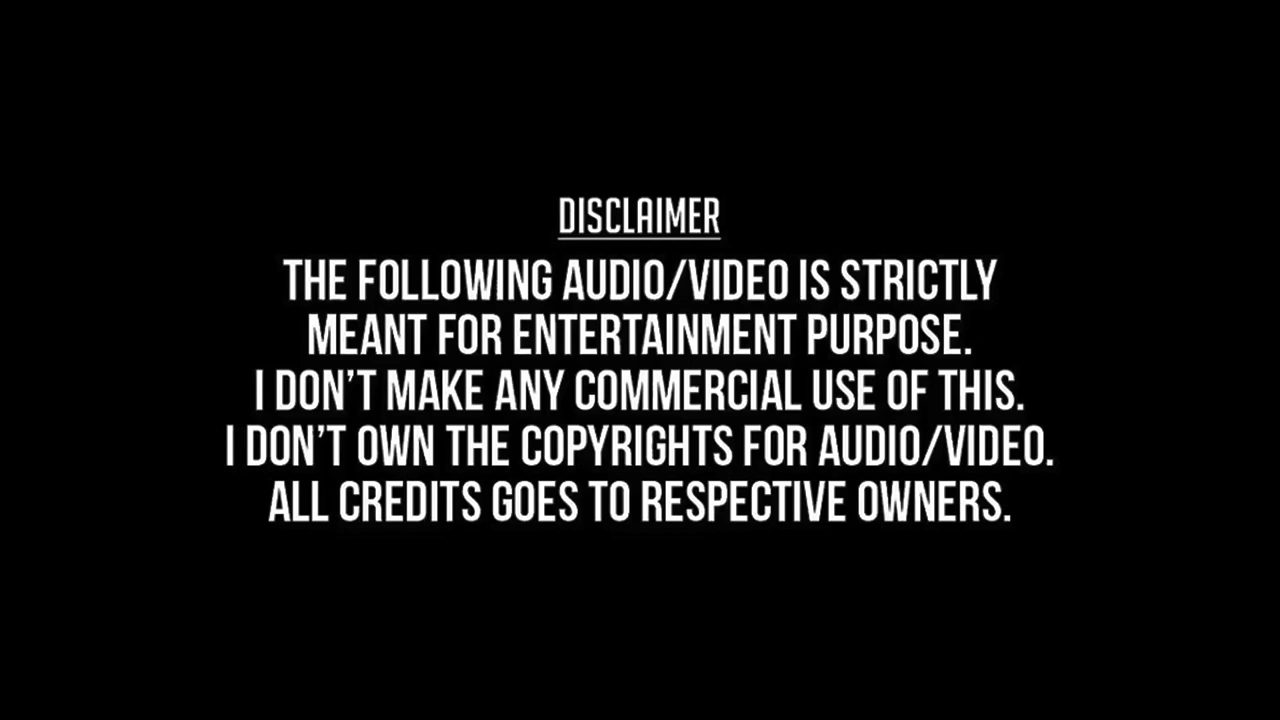 DISCLAIMER
THE FOLLOWING AUDIO/VIDEO IS STRICTLY
MEANT FOR ENTERTAINMENT PURPOSE.
I DON'T MAKE ANY COMMERCIAL USE OF THIS.
I DON'T OWN THE COPYRIGHTS FOR AUDIO/VIDEO.
ALL CREDITS GOES TO RESPECTIVE OWNERS.